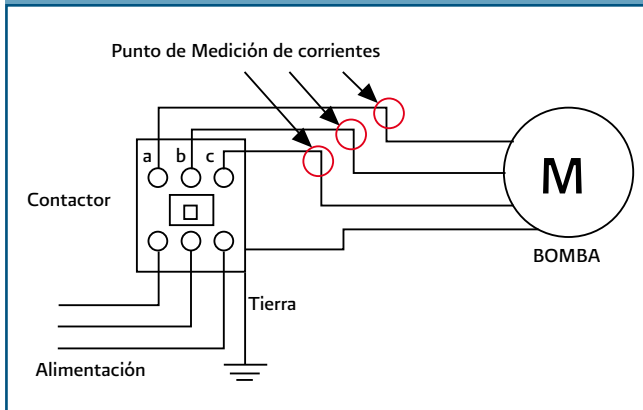 Punto de Medición de corrientes
a b c
Contactor
M
BOMBA
Tierra
Alimentación